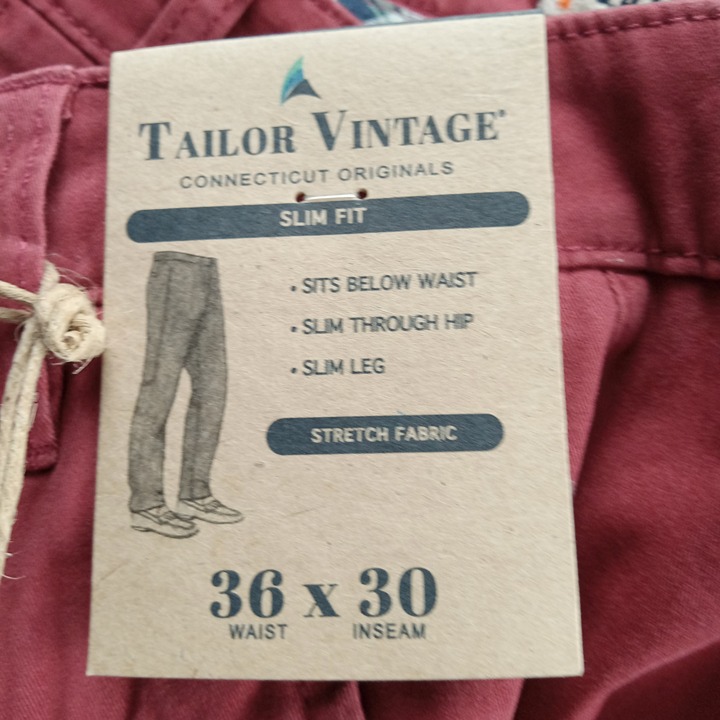 TAILOR VINTAGE®
CONNECTICUT ORIGINALS
SLIM FIT
• SITS BELOW WAIST
• SLIM THROUGH HIP
• SLIM LEG
STRETCH FABRIC
36 x 30
WAIST INSEAM